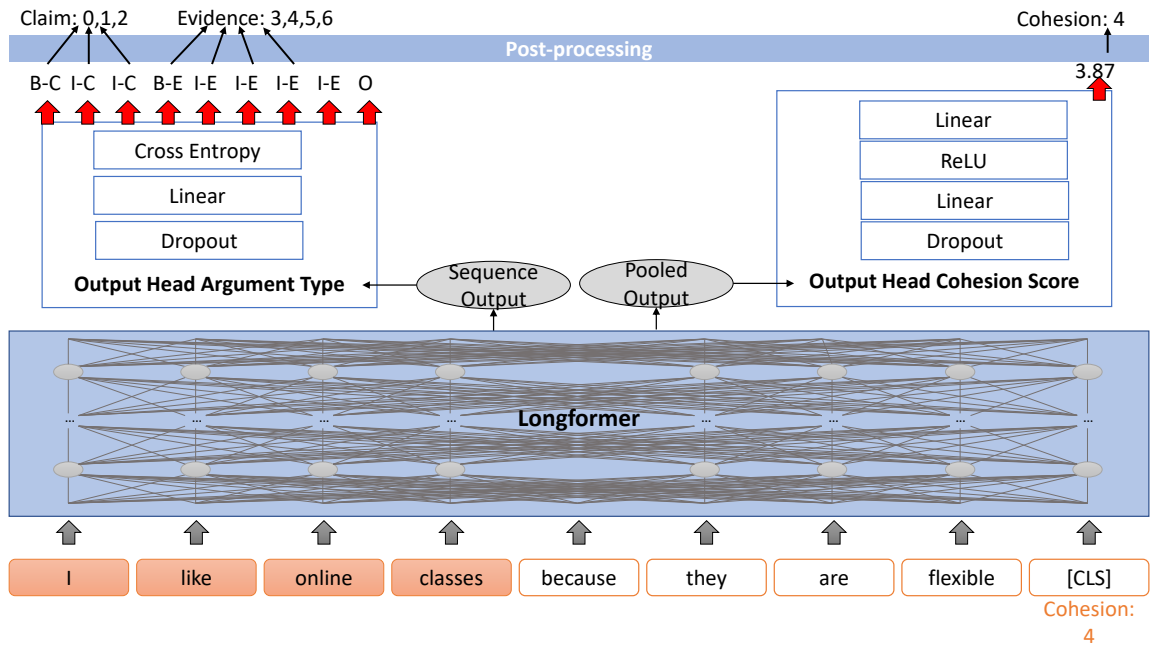 Claim: 0,1,2 Evidence: 3,4,5,6 Cohesion: 4
Post-processing
B-C I-C I-C B-E I-E I-E I-E I-E O
3.87
Cross Entropy
Linear
Dropout
Output Head Argument Type
Sequence
Output
Pooled
Output
Linear
ReLU
Linear
Dropout
Output Head Cohesion Score
... ... ... ... ... ... ... ...
Longformer
I like online classes because they are flexible [CLS]
Cohesion:
4